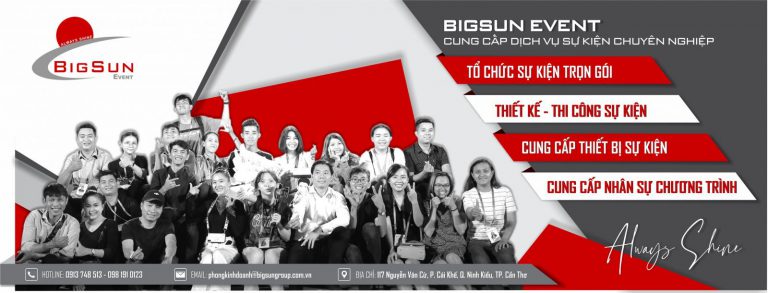 ALWAYS SHINE
BIGSUN
EVENT
BIGSUN EVENT
CUNG CẤP DỊCH VỤ SỰ KIỆN CHUYÊN NGHIỆP
TỔ CHỨC SỰ KIỆN TRỌN GÓI
THIẾT KẾ - THI CÔNG SỰ KIỆN
CUNG CẤP THIẾT BỊ SỰ KIỆN
CUNG CẤP NHÂN SỰ CHƯƠNG TRÌNH
Always Shine
HOTLINE: 0913 748 513 - 098 191 0123
EMAIL: phongkinhdoanh@bigsungroup.com.vn
ĐỊA CHỈ: 117 Nguyễn Văn Cừ, P. Cái Khế, Q. Ninh Kiều, TP. Cần Thơ